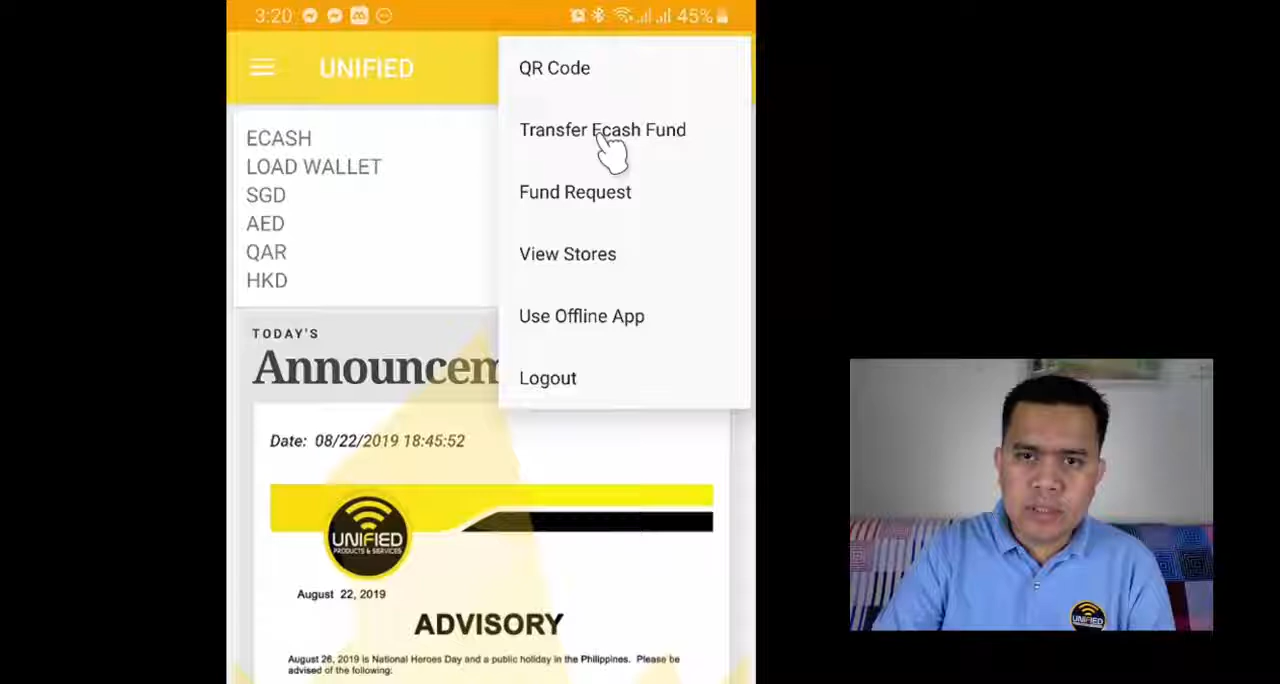 3:20
45%
UNIFIED
QR Code
Transfer Ecash Fund
Fund Request
View Stores
Use Offline App
Logout
ECASH
LOAD WALLET
SGD
AED
QAR
HKD
TODAY'S
Announcem
Date: 08/22/2019 18:45:52
UNIFIED
PRODUCTS & SERVICES
August 22, 2019
ADVISORY
August 26, 2019 is National Heroes Day and a public holiday in the Philippines. Please be
advised of the following:
UNIFIED